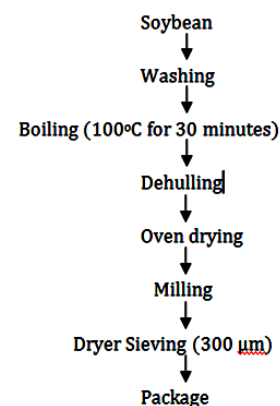 Soybean
Washing
Boiling (100ºC for 30 minutes)
Dehulling
Oven drying
Milling
Dryer Sieving (300 µm)
Package